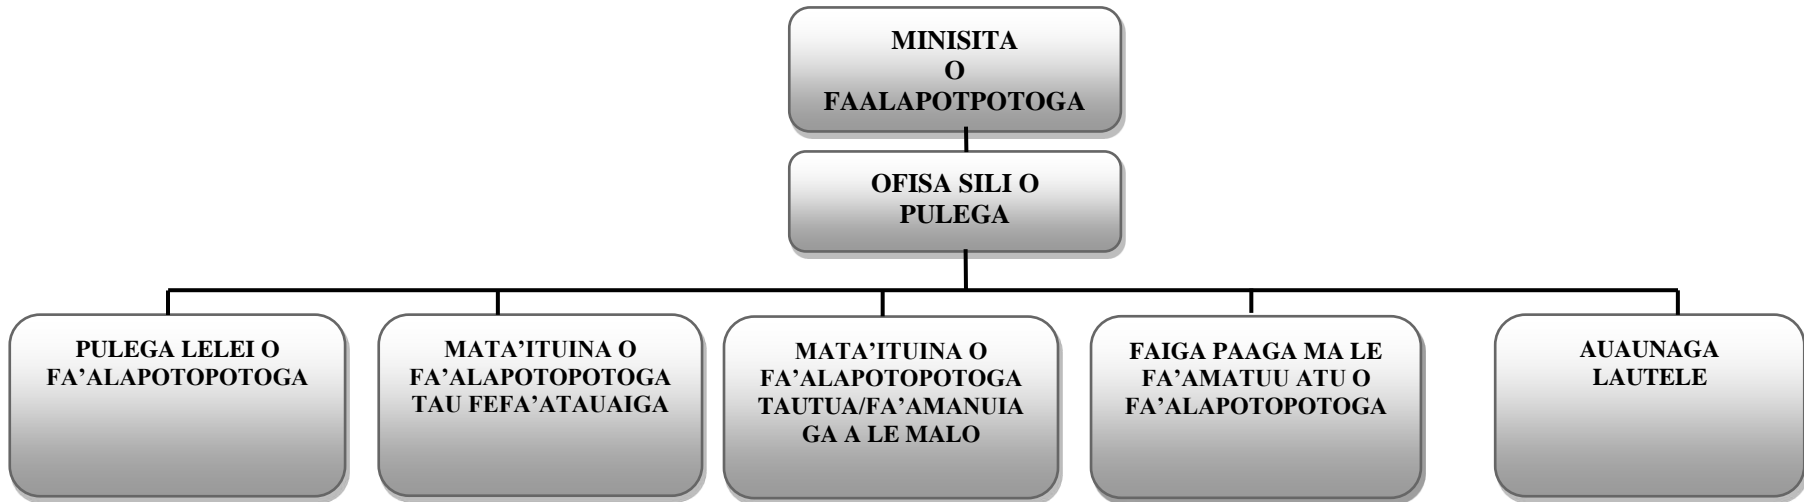 MINISITA
O
FAALAPOTPOTOGA
OFISA SILI O
PULEGA
PULEGA LELEI O
FA’ALAPOTOPOTOGA
MATA’ITUINA O
FA’ALAPOTOPOTOGA
TAU FEFA’ATAUAIGA
MATA’ITUINA O
FA’ALAPOTOPOTOGA
TAUTUA/FA’AMANUIA
GA A LE MALO
FAIGA PAAGA MA LE
FA’AMATUU ATU O
FA’ALAPOTOPOTOGA
AUAUNAGA
LAUTELE